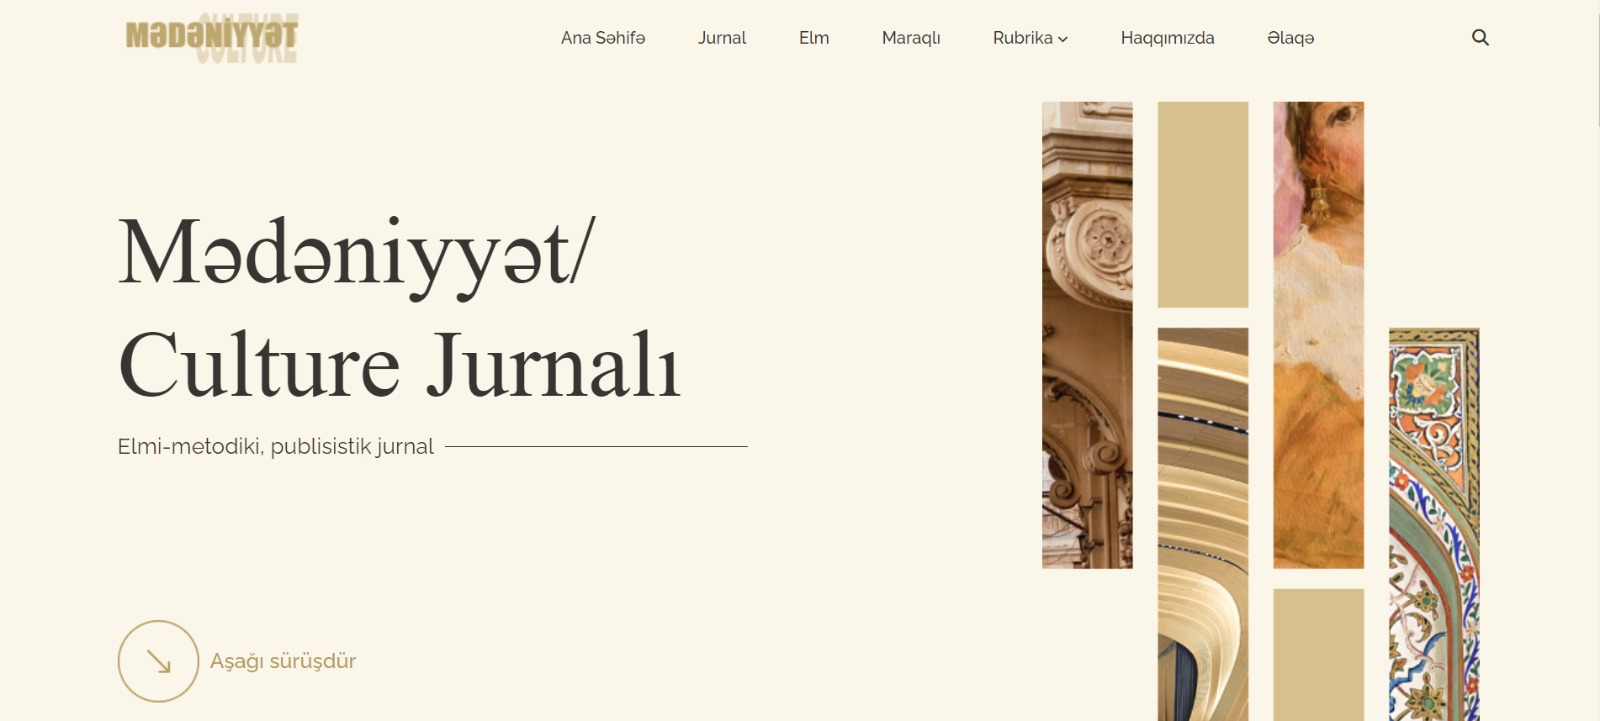 MƏDƏNİYYƏT
CULTURE
Ana Səhifə
Jurnal
Elm
Maraqlı
Rubrika
Haqqımızda
Əlaqə
Mədəniyyət/
Culture Jurnalı
Elmi-metodiki, publisistik jurnal
Aşağı sürüşdür